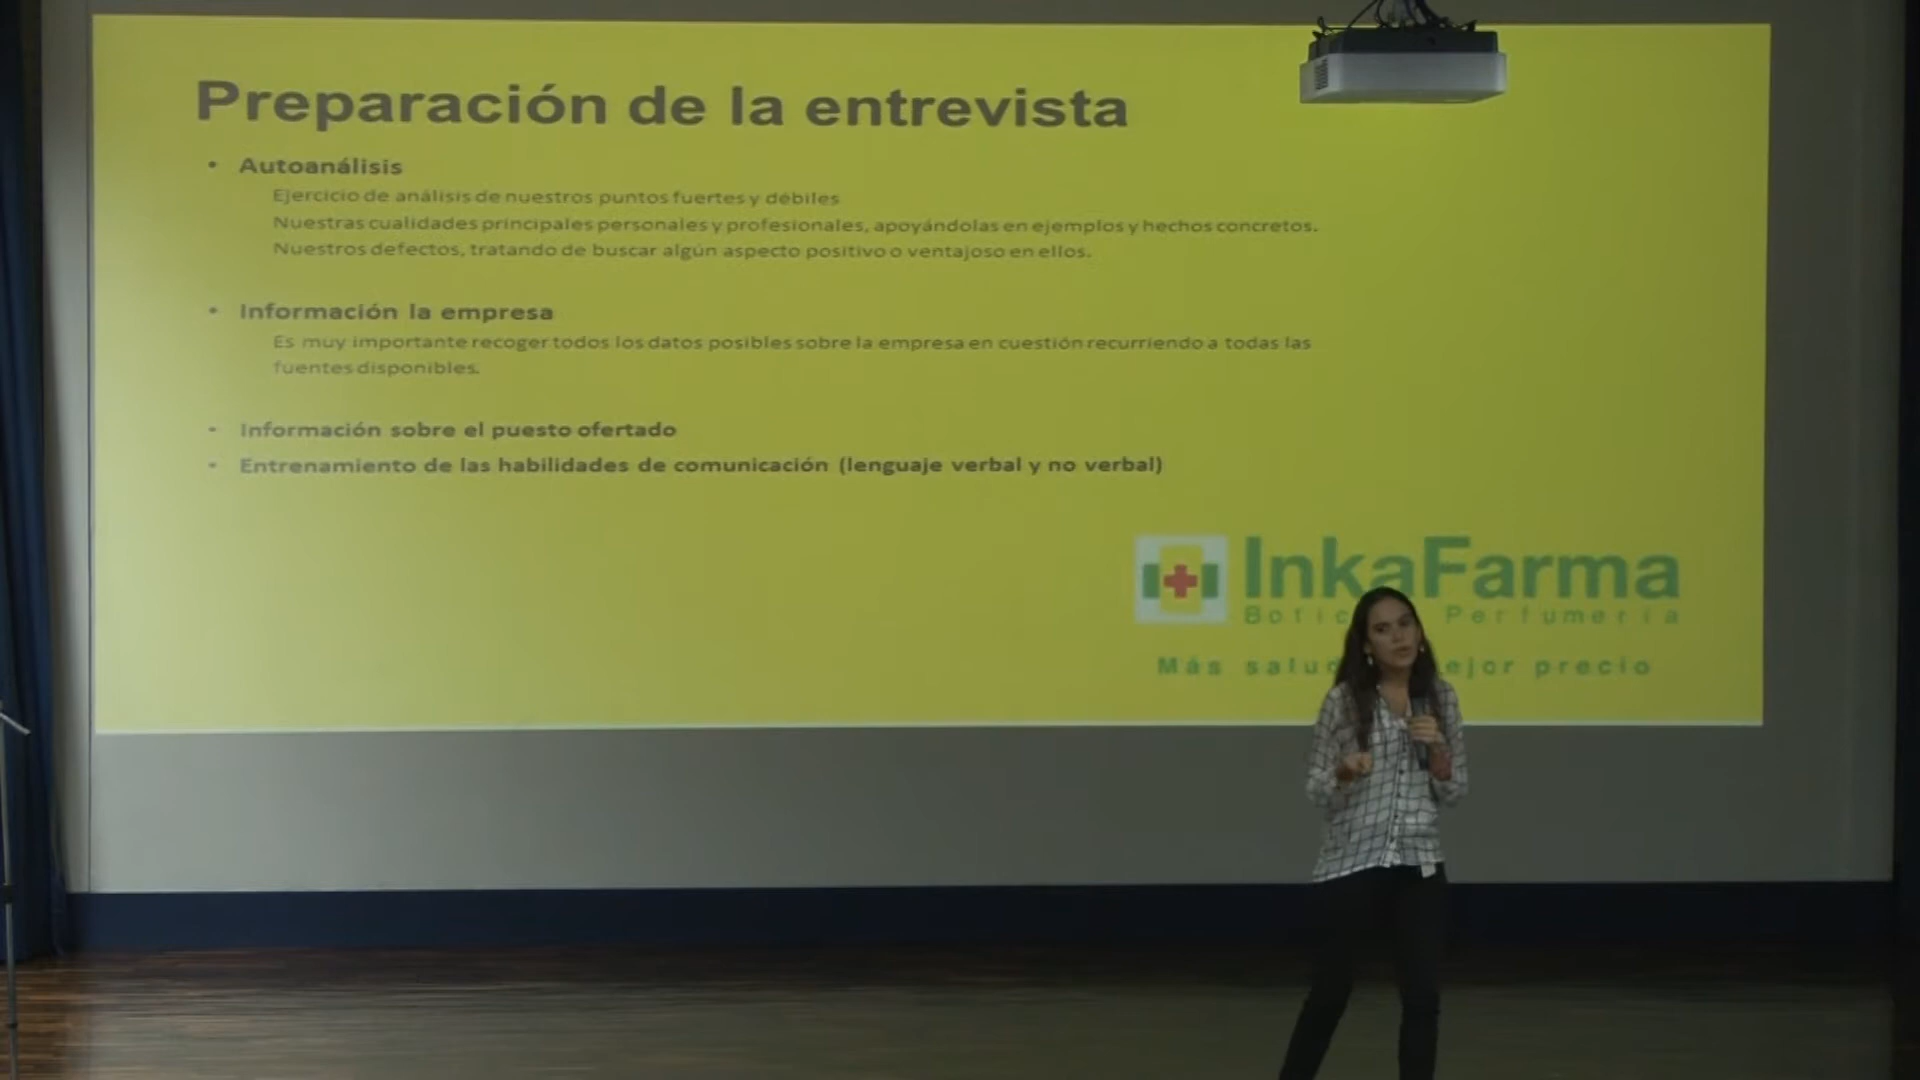 Preparación de la entrevista
• Autoanálisis
Ejercicio de análisis de nuestros puntos fuertes y débiles
Nuestras cualidades principales personales y profesionales, apoyándolas en ejemplos y hechos concretos.
Nuestros defectos, tratando de buscar algún aspecto positivo o ventajoso en ellos.
• Información la empresa
Es muy importante recoger todos los datos posibles sobre la empresa en cuestión recurriendo a todas las
fuentes disponibles.
• Información sobre el puesto ofertado
• Entrenamiento de las habilidades de comunicación (lenguaje verbal y no verbal)
InkaFarma
Perfumería
Más precio